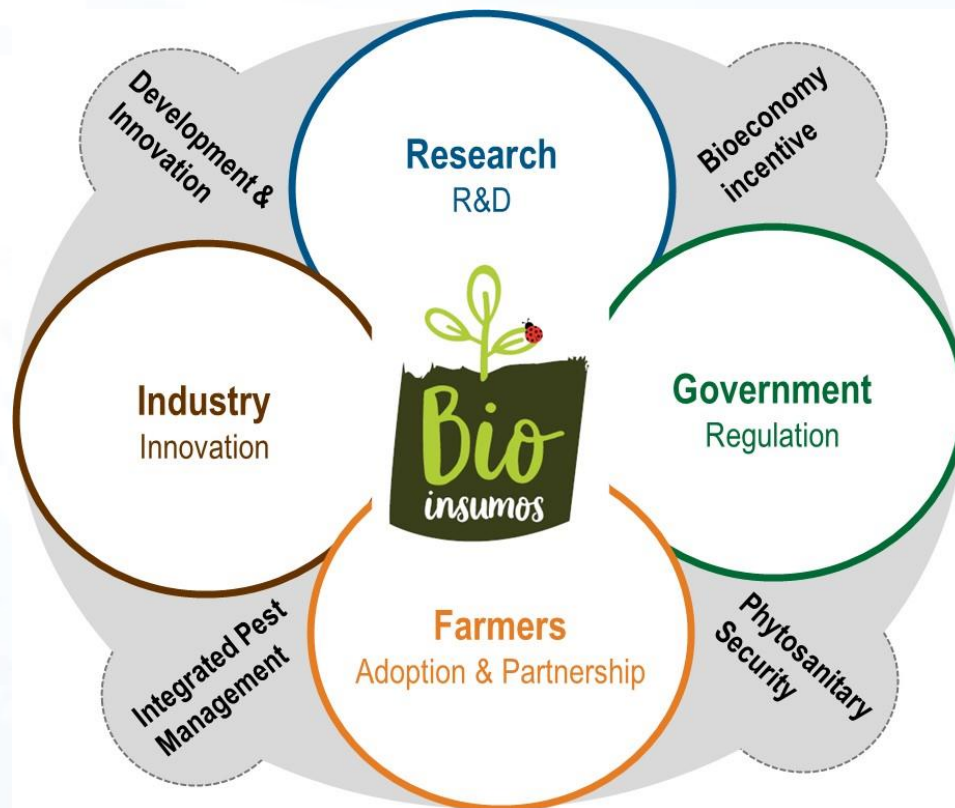 Development &
Innovation
Research
R&D
Bioeconomy
incentive
Industry
Innovation
Bio
insumos
Government
Regulation
Integrated Pest
Management
Farmers
Adoption & Partnership
Phytosanitary
Security